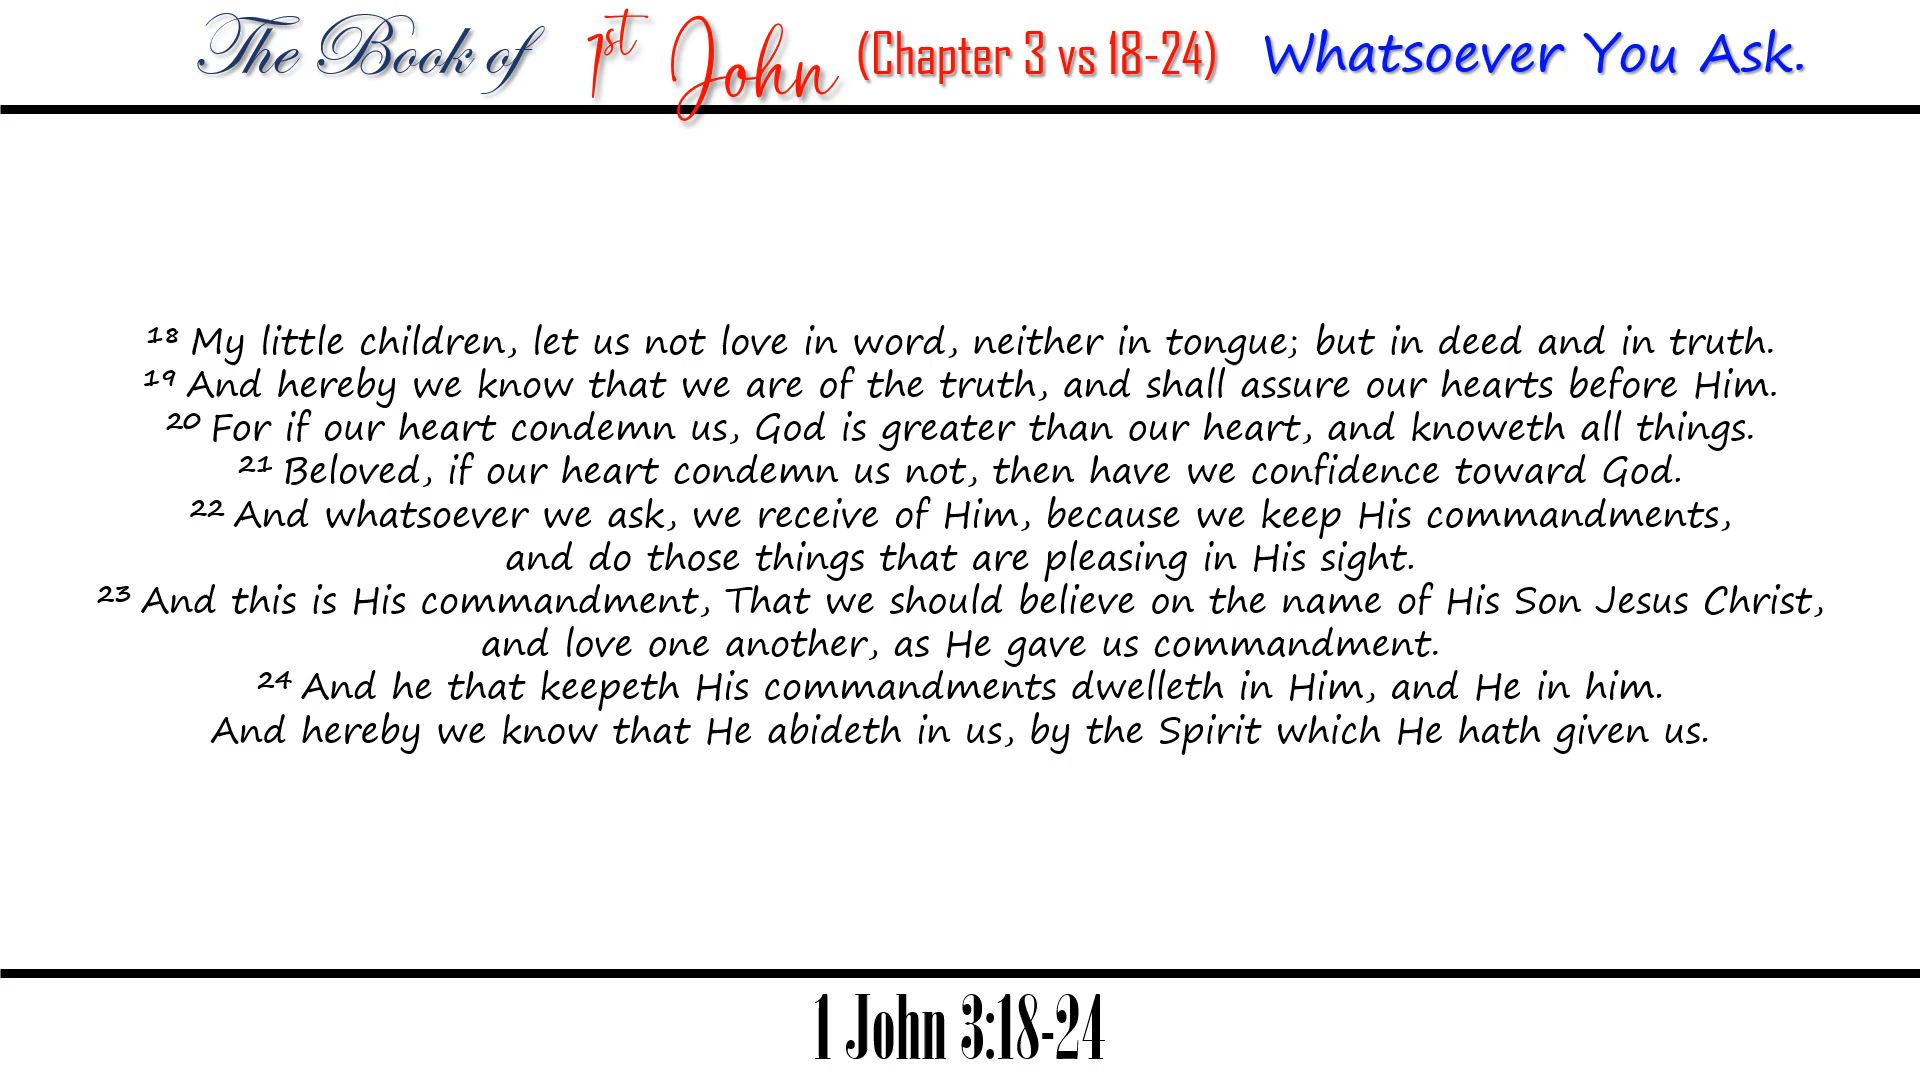 The Book of 1st John (Chapter 3 vs 18-24) Whatsoever You Ask.
18 My little children, let us not love in word, neither in tongue; but in deed and in truth.
19 And hereby we know that we are of the truth, and shall assure our hearts before Him.
20 For if our heart condemn us, God is greater than our heart, and knoweth all things.
21 Beloved, if our heart condemn us not, then have we confidence toward God.
22 And whatsoever we ask, we receive of Him, because we keep His commandments,
and do those things that are pleasing in His sight.
23 And this is His commandment, That we should believe on the name of His Son Jesus Christ,
and love one another, as He gave us commandment.
24 And he that keepeth His commandments dwelleth in Him, and He in him.
And hereby we know that He abideth in us, by the Spirit which He hath given us.
1 John 3:18-24